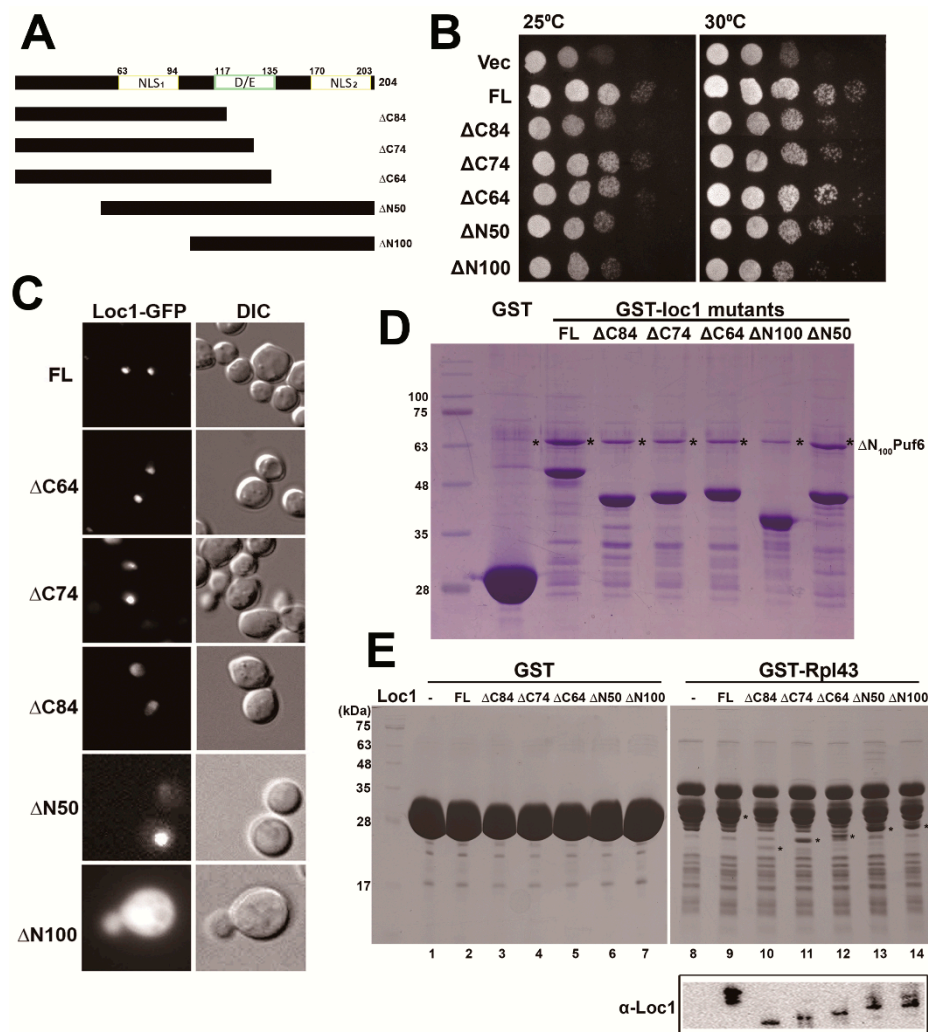 A
63 94 117 135 170 203
NLS1 D/E NLS2 204
ΔC84
ΔC74
ΔC64
ΔN50
ΔN100
B
25ºC 30ºC
Vec
FL
ΔC84
ΔC74
ΔC64
ΔN50
ΔN100
C
Loc1-GFP DIC
FL
ΔC64
ΔC74
ΔC84
ΔN50
ΔN100
D
GST GST-loc1 mutants
FL ΔC84 ΔC74 ΔC64 ΔN100 ΔN50
100
75
63
48
35
28
* * * * * * *
ΔN100Puf6
E
GST GST-Rpl43
Loc1 - FL ΔC84 ΔC74 ΔC64 ΔN50 ΔN100 - FL ΔC84 ΔC74 ΔC64 ΔN50 ΔN100
(kDa)
75
63
48
35
28
17
* * * * * *
1 2 3 4 5 6 7 8 9 10 11 12 13 14
α-Loc1